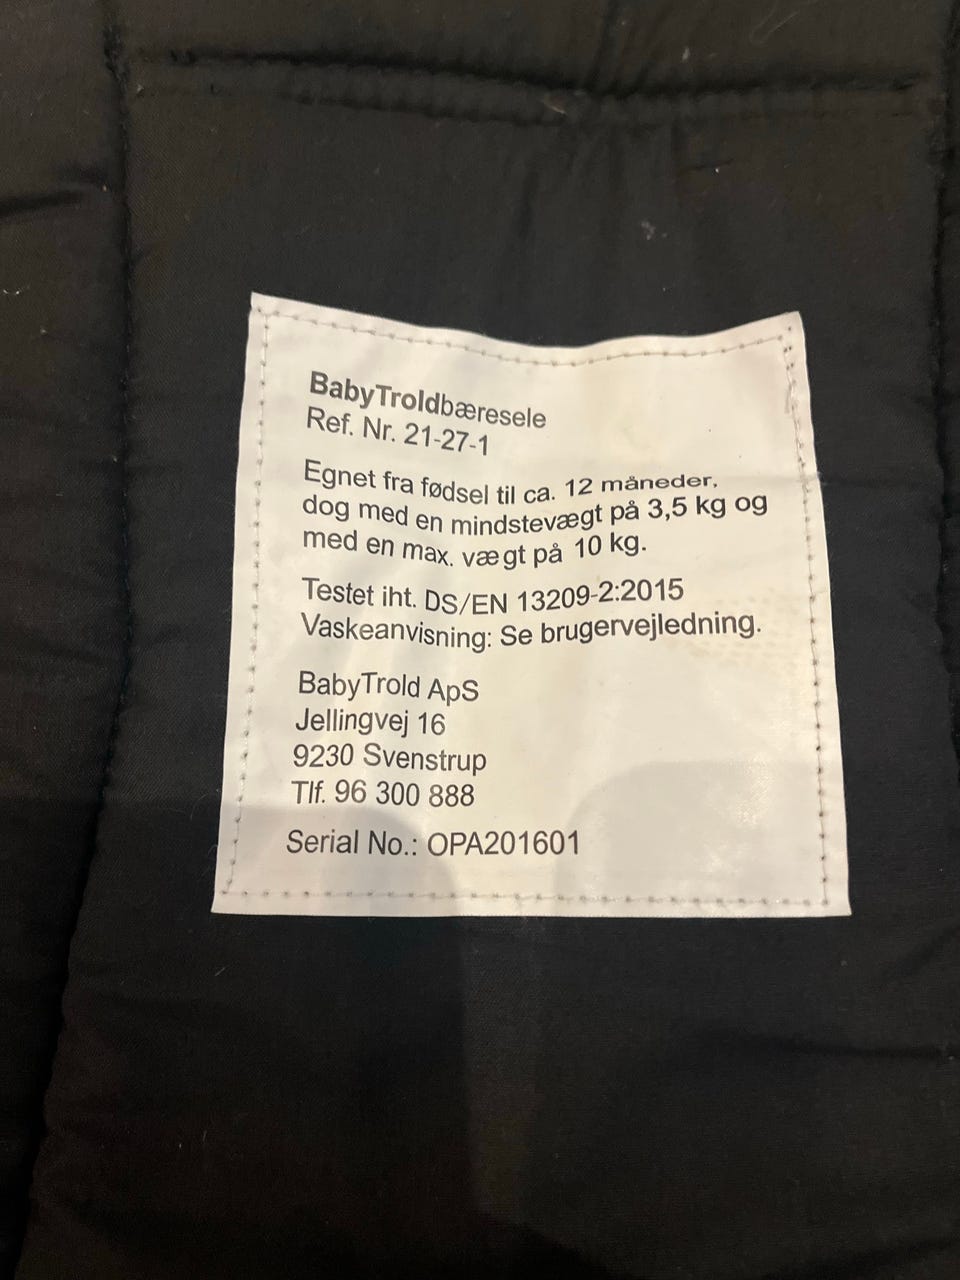 BabyTroldbæresele
Ref. Nr. 21-27-1
Egnet fra fødsel til ca. 12 måneder,
dog med en mindstevægt på 3,5 kg og
med en max. vægt på 10 kg.
Testet iht. DS/EN 13209-2:2015
Vaskeanvisning: Se brugervejledning.
BabyTrold ApS
Jellingvej 16
9230 Svenstrup
Tlf. 96 300 888
Serial No.: OPA201601